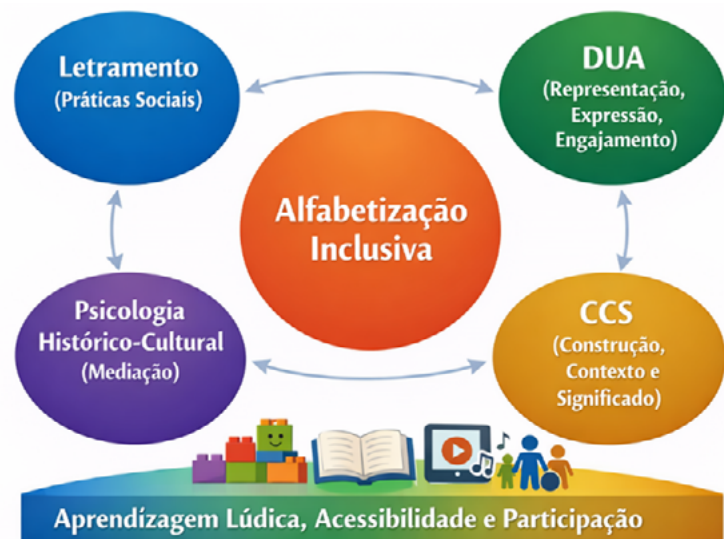 Letramento
(Práticas Sociais)
DUA
(Representação,
Expressão,
Engajamento)
Alfabetização
Inclusiva
Psicologia
Histórico-Cultural
(Mediação)
CCS
(Construção,
Contexto e
Significado)
Aprendízagem Lúdica, Acessibilidade e Participação